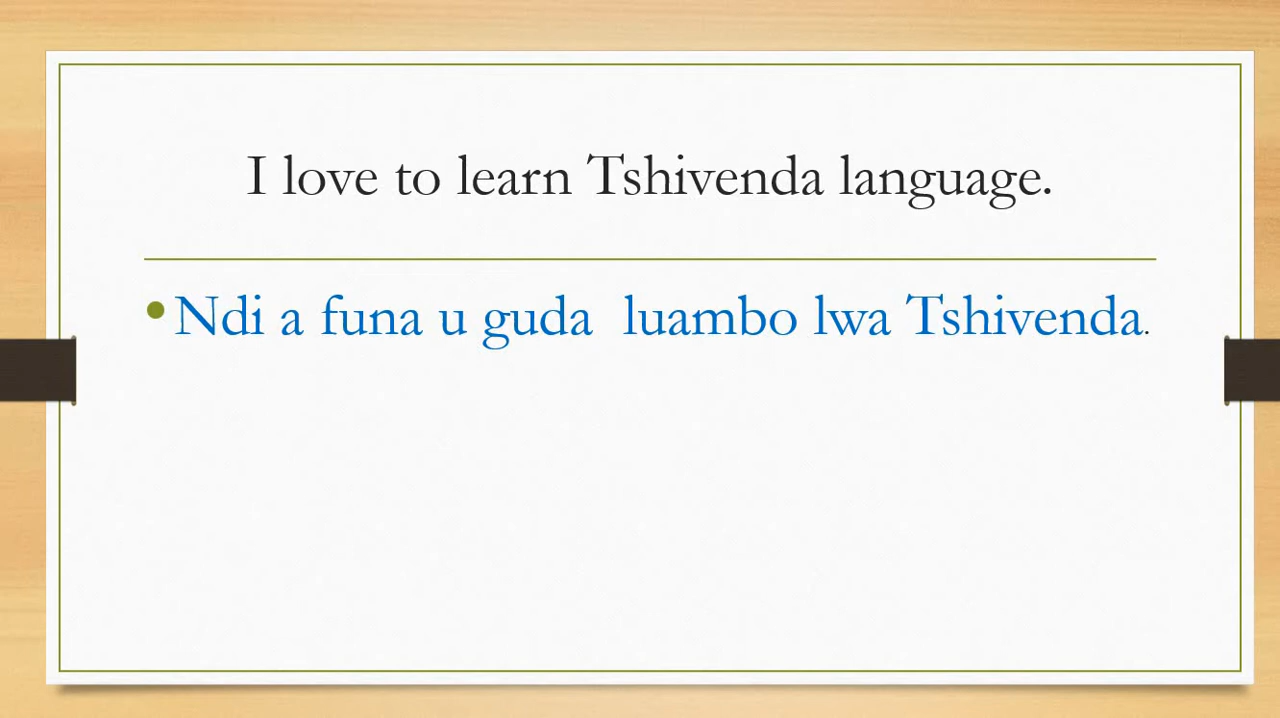 I love to learn Tshivenda language.
• Ndi a funa u guda  luambo lwa Tshivenda.